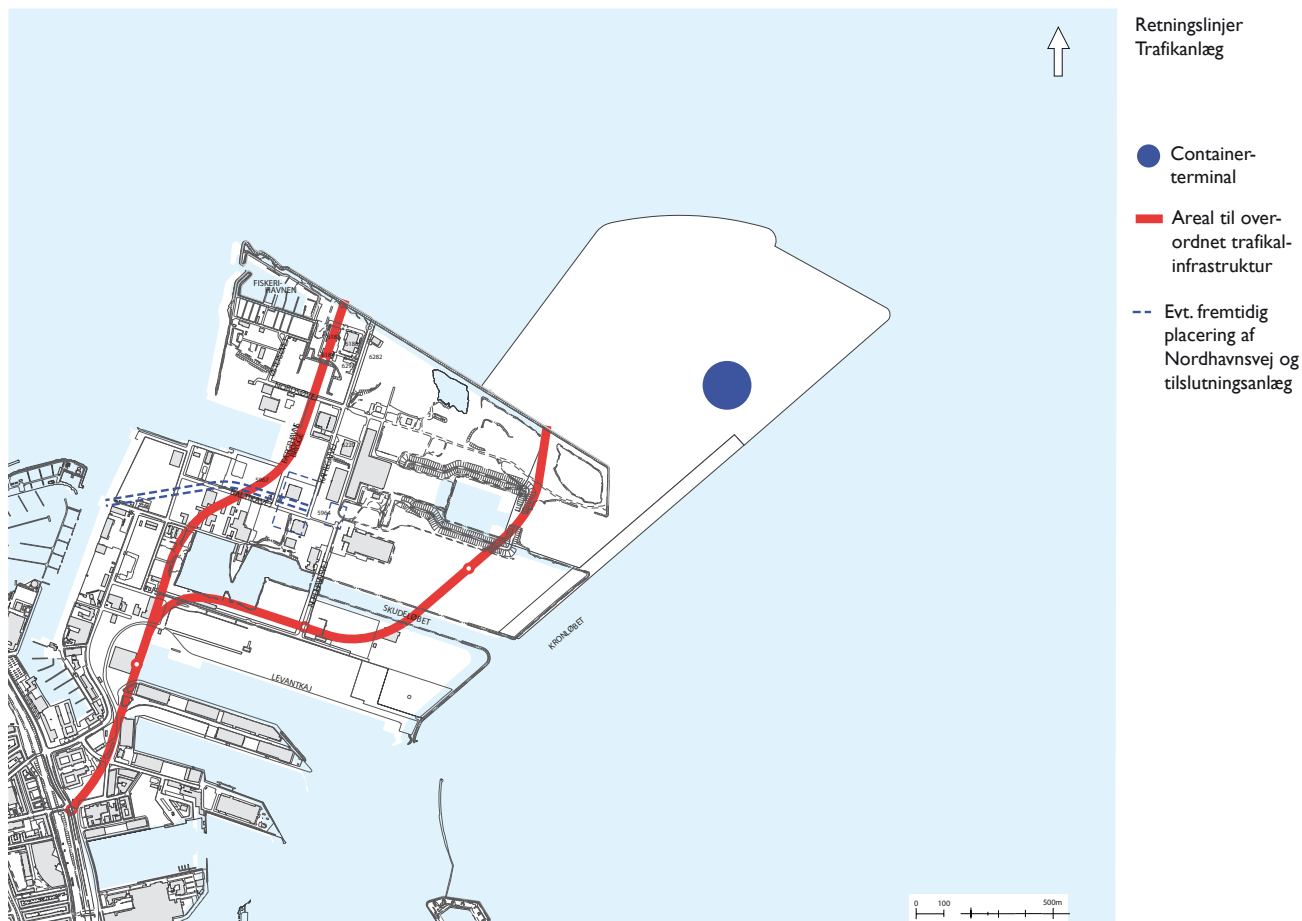 Retningslinjer
Trafikanlæg
Container-
terminal
Areal til over-
ordnet trafikal-
infrastruktur
Evt. fremtidig
placering af
Nordhavnsvej og
tilslutningsanlæg
FISKERI-
HAVNEN
6282
5967
SKUDELØBET
KRONLØBET
LEVANTKAJ
0 100 500m